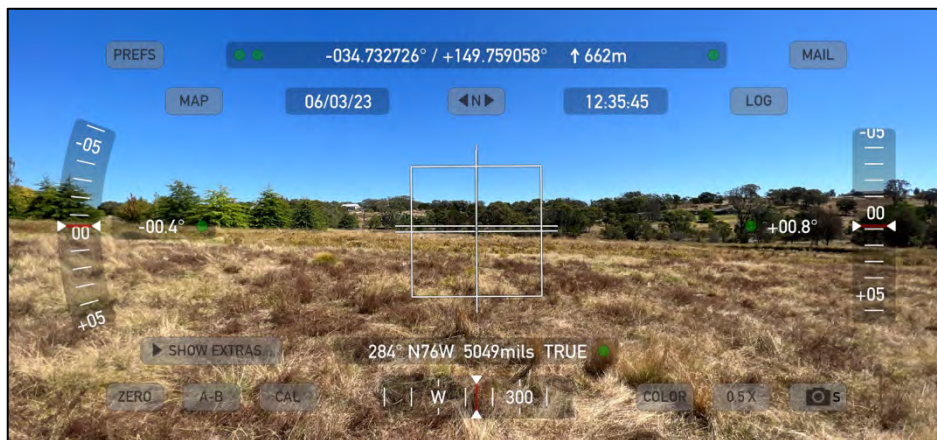 PREFS
-034.732726° / +149.759058° ↑ 662m
MAIL
MAP
06/03/23
◀N▶
12:35:45
LOG
-05
-05
-00.4°
00
+00.8°
00
+05
+05
▶ SHOW EXTRAS...
284° N76W 5049mils TRUE
ZERO
A-B
CAL
W
300
COLOR
0.5 X
S